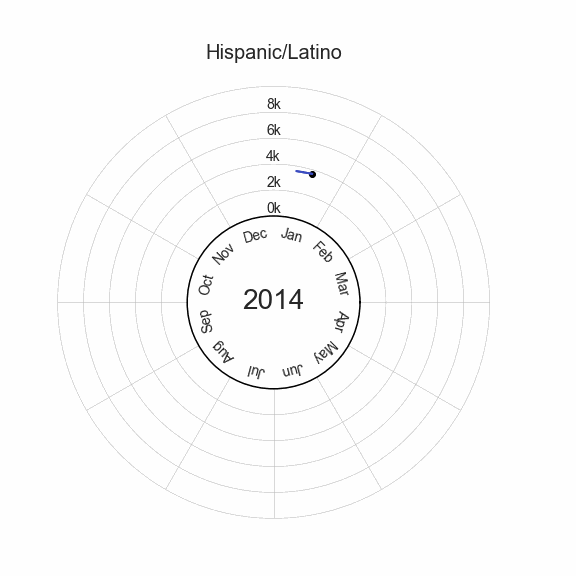 Hispanic/Latino
8k
6k
4k
2k
0k
Jan
Feb
Mar
Apr
May
Jun
Jul
Aug
Sep
Oct
Nov
Dec
2014